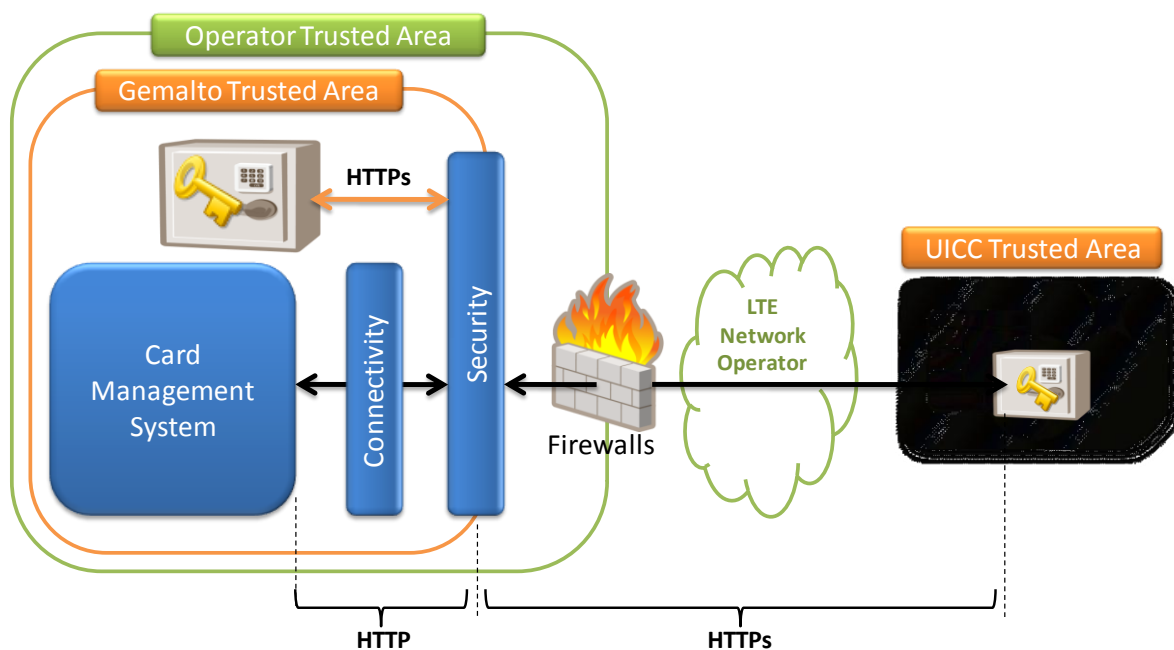 Operator Trusted Area
Gemalto Trusted Area
HTTPs
UICC Trusted Area
Card
Management
System
Connectivity
Security
Firewalls
LTE
Network
Operator
HTTP
HTTPs